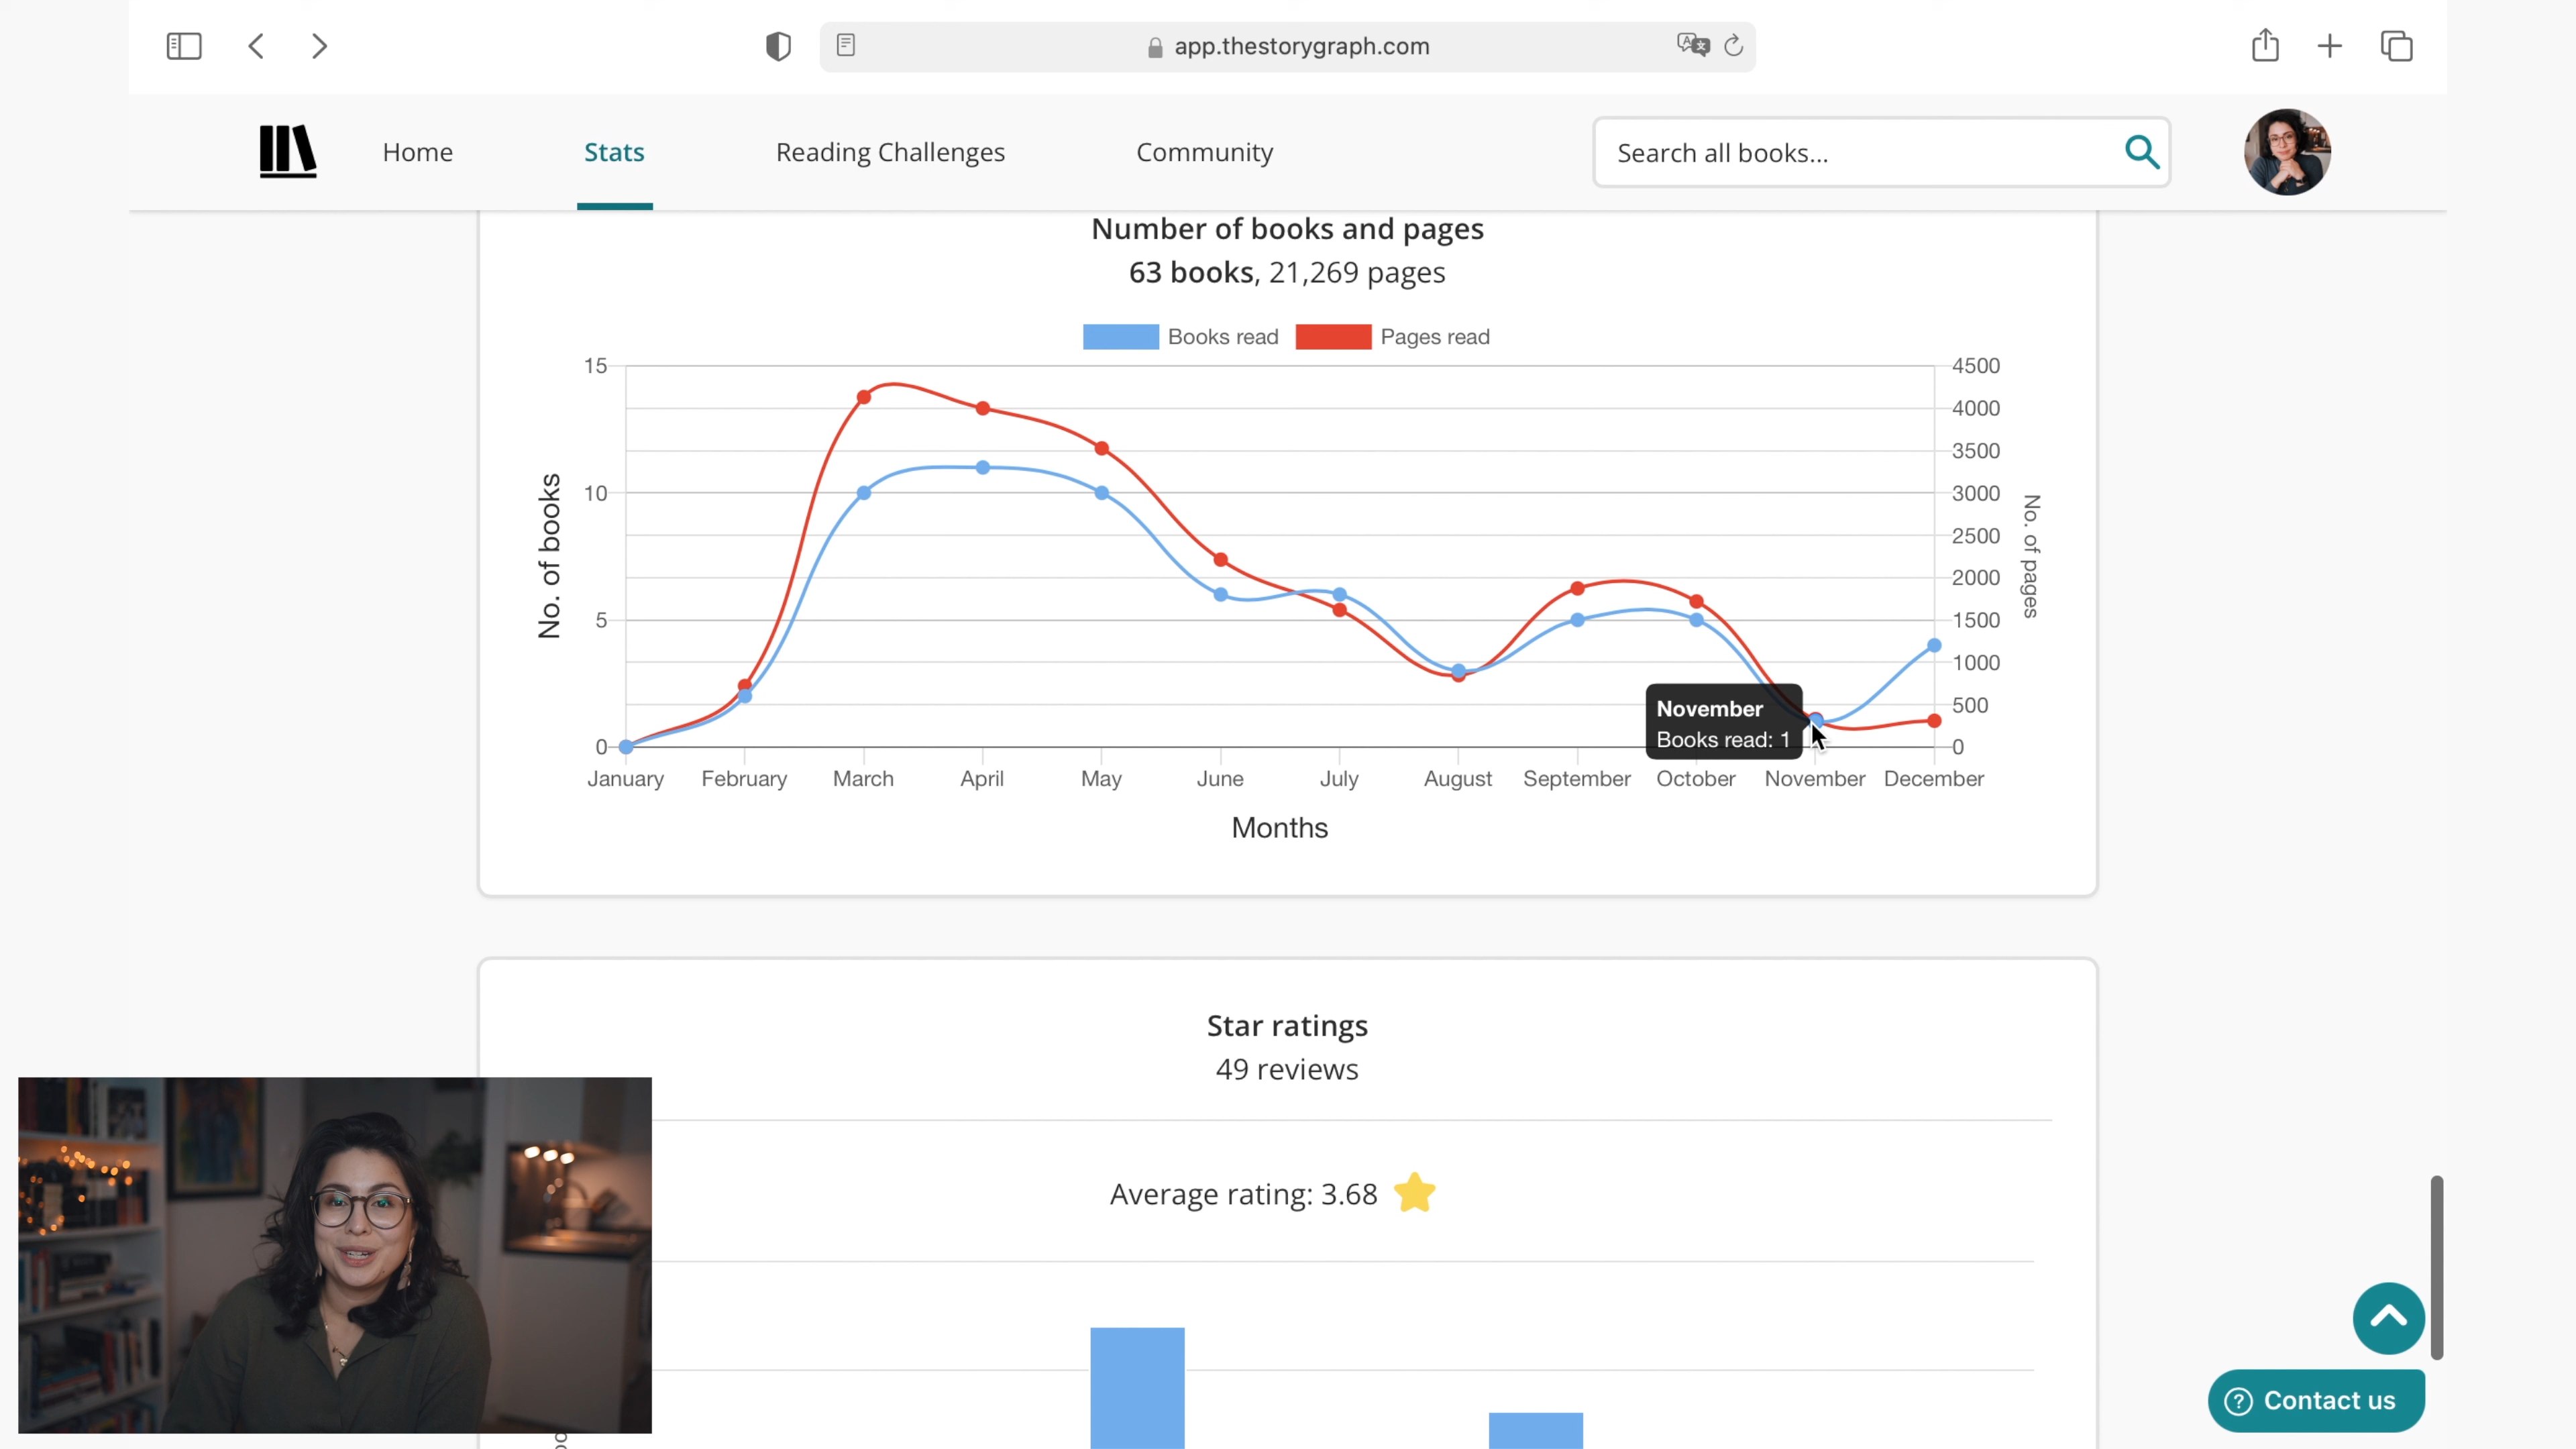 app.thestorygraph.com
Home Stats Reading Challenges Community Search all books...
Number of books and pages
63 books, 21,269 pages
Books read Pages read
15 4500
4000
3500
10 3000
2500
2000
5 1500
1000
500
0 0
No. of books
No. of pages
November
Books read: 1
January February March April May June July August September October November December
Months
Star ratings
49 reviews
Average rating: 3.68
Contact us